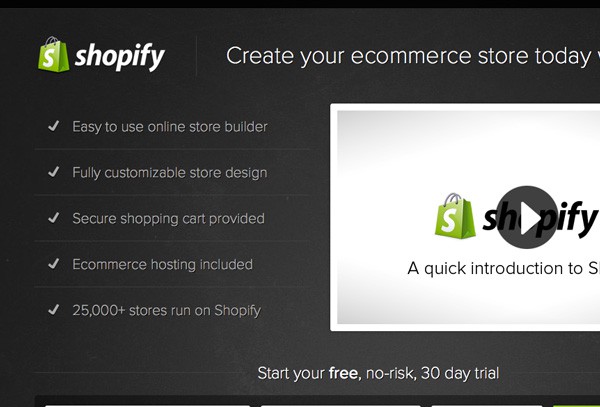 shopify
Create your ecommerce store today
Easy to use online store builder
Fully customizable store design
Secure shopping cart provided
Ecommerce hosting included
25,000+ stores run on Shopify
shopify
A quick introduction to
Start your free, no-risk, 30 day trial